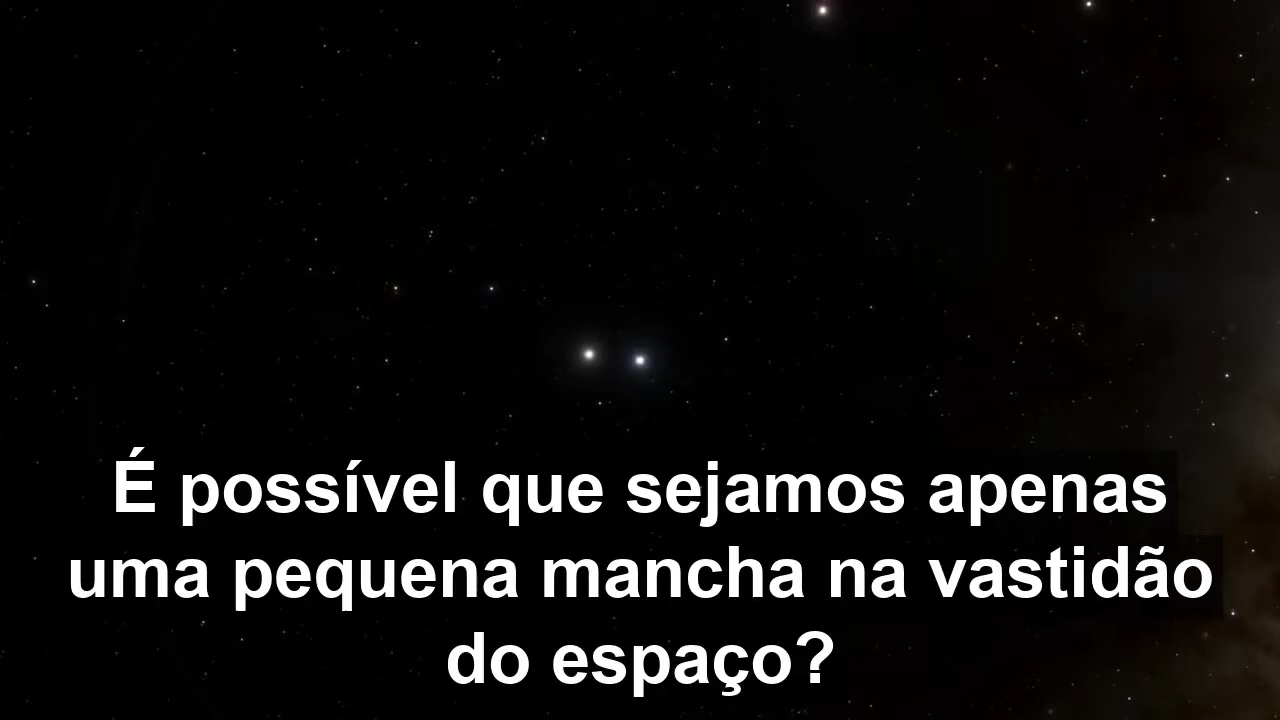 É possível que sejamos apenas
uma pequena mancha na vastidão
do espaço?